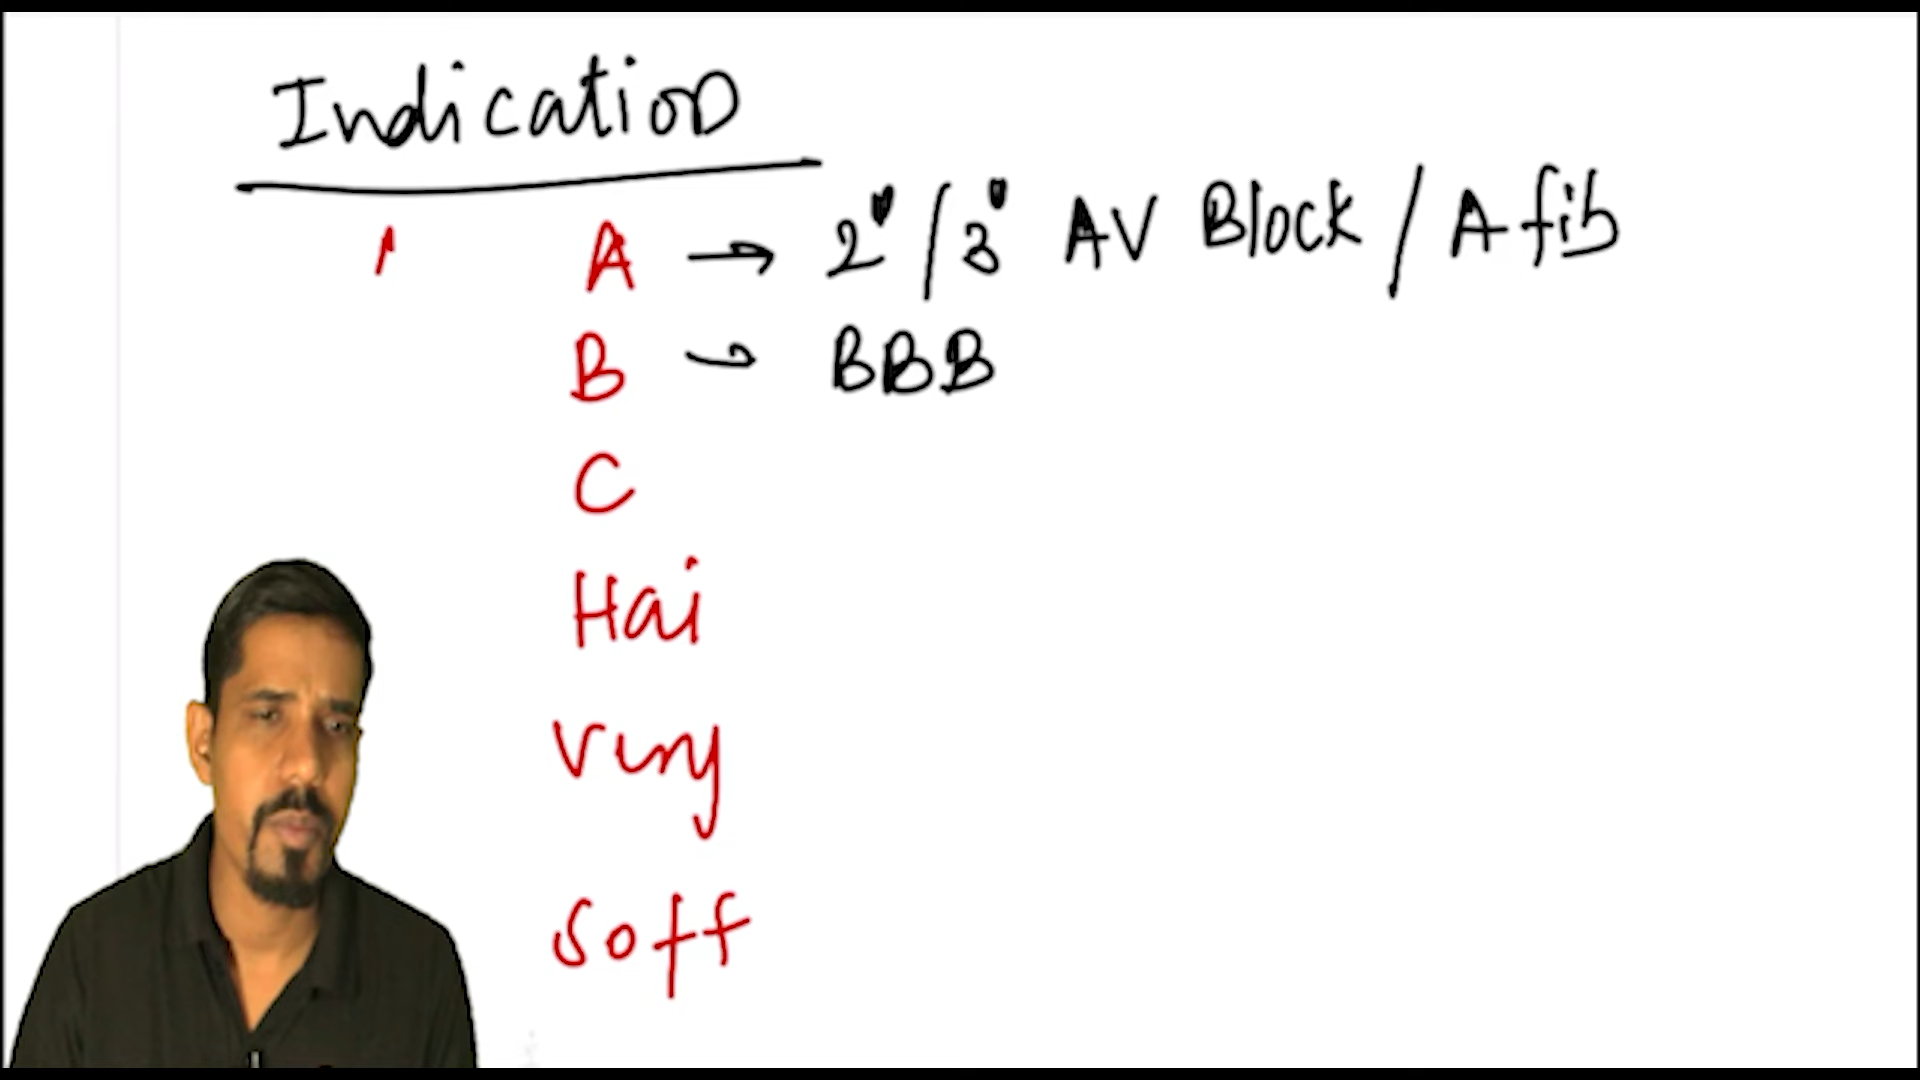 Indication
A → 2°/3° AV Block / A fib
B → BBB
C
Hai
Very
Soft